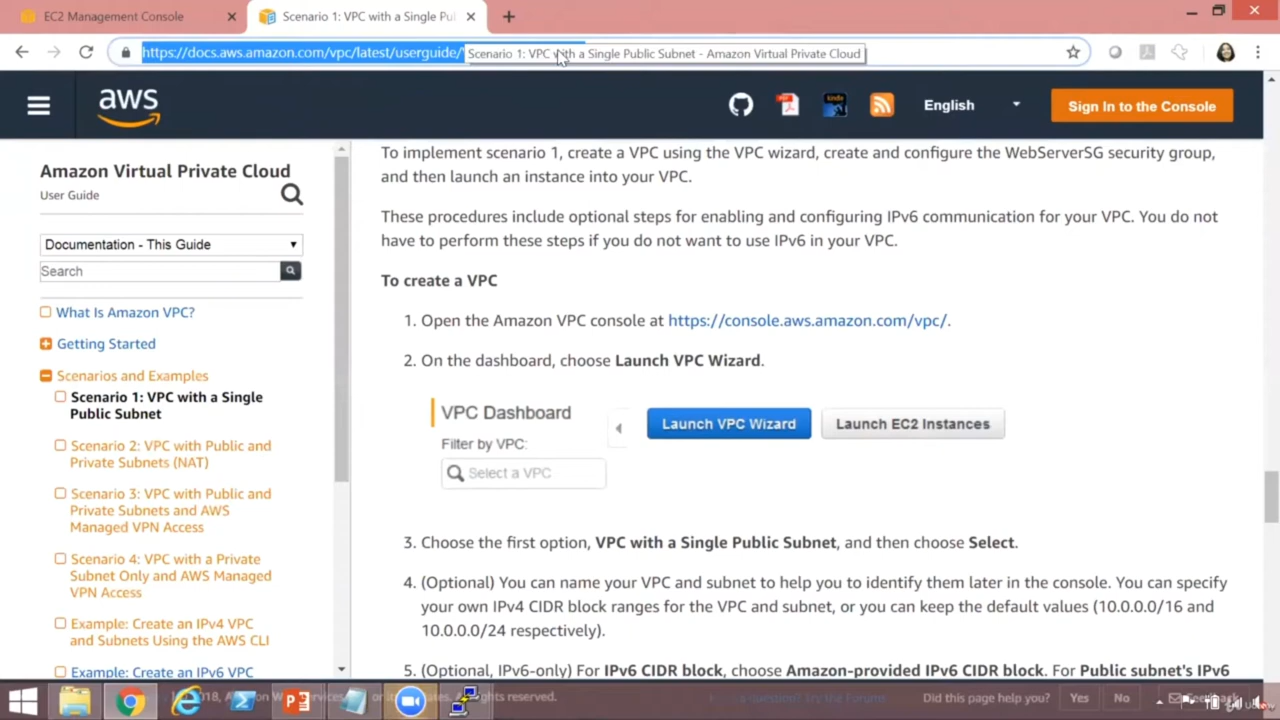 EC2 Management Console
Scenario 1: VPC with a Single Pu
https://docs.aws.amazon.com/vpc/latest/userguide/
Scenario 1: VPC with a Single Public Subnet - Amazon Virtual Private Cloud
aws
English
Sign In to the Console
Amazon Virtual Private Cloud
User Guide
Documentation - This Guide
Search
What Is Amazon VPC?
Getting Started
Scenarios and Examples
Scenario 1: VPC with a Single
Public Subnet
Scenario 2: VPC with Public and
Private Subnets (NAT)
Scenario 3: VPC with Public and
Private Subnets and AWS
Managed VPN Access
Scenario 4: VPC with a Private
Subnet Only and AWS Managed
VPN Access
Example: Create an IPv4 VPC
and Subnets Using the AWS CLI
Example: Create an IPv6 VPC
To implement scenario 1, create a VPC using the VPC wizard, create and configure the WebServerSG security group,
and then launch an instance into your VPC.
These procedures include optional steps for enabling and configuring IPv6 communication for your VPC. You do not
have to perform these steps if you do not want to use IPv6 in your VPC.
To create a VPC
1. Open the Amazon VPC console at https://console.aws.amazon.com/vpc/.
2. On the dashboard, choose Launch VPC Wizard.
VPC Dashboard
Filter by VPC:
Select a VPC
Launch VPC Wizard
Launch EC2 Instances
3. Choose the first option, VPC with a Single Public Subnet, and then choose Select.
4. (Optional) You can name your VPC and subnet to help you to identify them later in the console. You can specify
your own IPv4 CIDR block ranges for the VPC and subnet, or you can keep the default values (10.0.0.0/16 and
10.0.0.0/24 respectively).
5. (Optional, IPv6-only) For IPv6 CIDR block, choose Amazon-provided IPv6 CIDR block. For Public subnet's IPv6
Did this page help you?
Yes
No